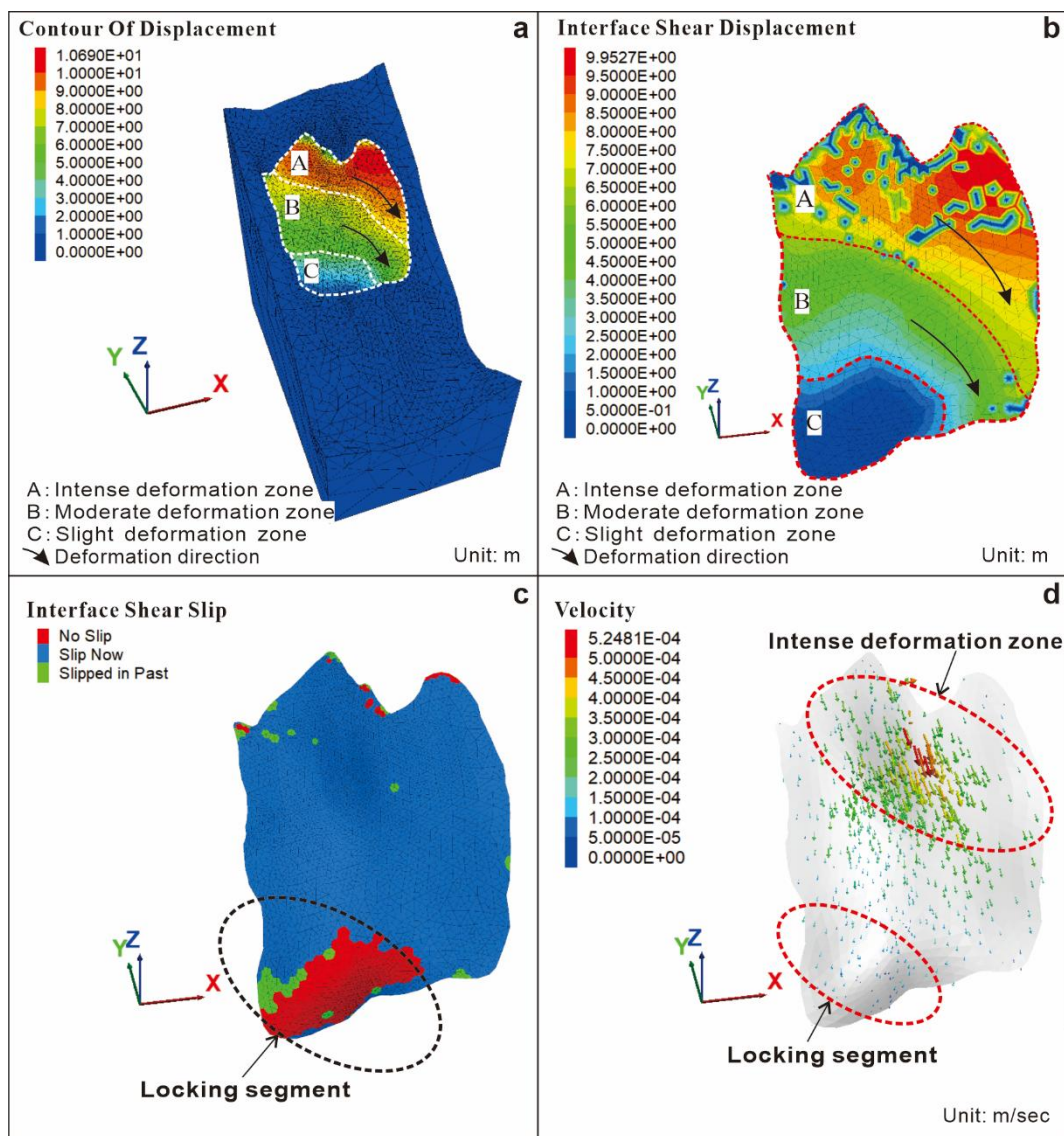 Contour Of Displacement
a
1.0690E+01
1.0000E+01
9.0000E+00
8.0000E+00
7.0000E+00
6.0000E+00
5.0000E+00
4.0000E+00
3.0000E+00
2.0000E+00
1.0000E+00
0.0000E+00
A
B
C
Y
Z
X
A: Intense deformation zone
B: Moderate deformation zone
C: Slight deformation zone
Deformation direction
Unit: m
Interface Shear Displacement
b
9.9527E+00
9.5000E+00
9.0000E+00
8.5000E+00
8.0000E+00
7.5000E+00
7.0000E+00
6.5000E+00
6.0000E+00
5.5000E+00
5.0000E+00
4.5000E+00
4.0000E+00
3.5000E+00
3.0000E+00
2.5000E+00
2.0000E+00
1.5000E+00
1.0000E+00
5.0000E-01
0.0000E+00
A
B
C
Y
Z
X
A: Intense deformation zone
B: Moderate deformation zone
C: Slight deformation zone
Deformation direction
Unit: m
Interface Shear Slip
c
No Slip
Slip Now
Slipped in Past
Y
Z
X
Locking segment
Velocity
d
5.2481E-04
5.0000E-04
4.5000E-04
4.0000E-04
3.5000E-04
3.0000E-04
2.5000E-04
2.0000E-04
1.5000E-04
1.0000E-04
5.0000E-05
0.0000E+00
Intense deformation zone
Y
Z
X
Locking segment
Unit: m/sec